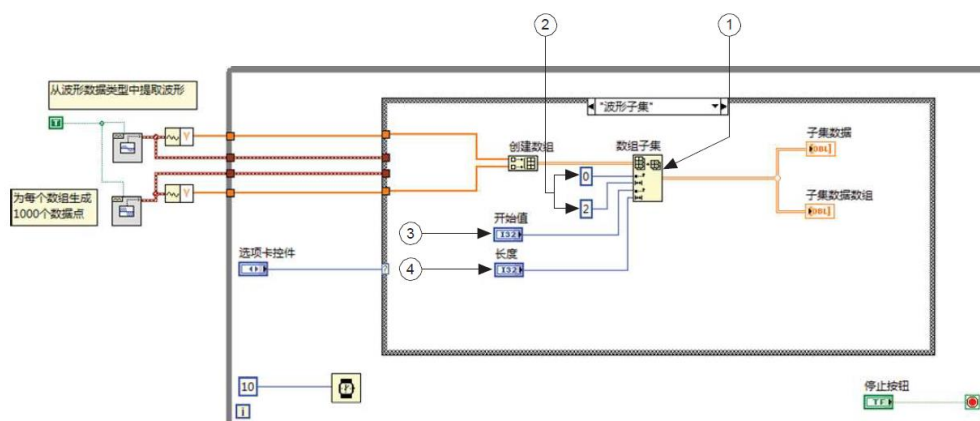 ②
①
从波形数据类型中提取波形
"波形子集"
T
Y
创建数组
数组子集
子集数据
DBL
0
为每个数组生成
1000个数据点
Y
2
子集数据数组
DBL
开始值
③
I32
选项卡控件
长度
④
I32
?
10
停止按钮
TF
i